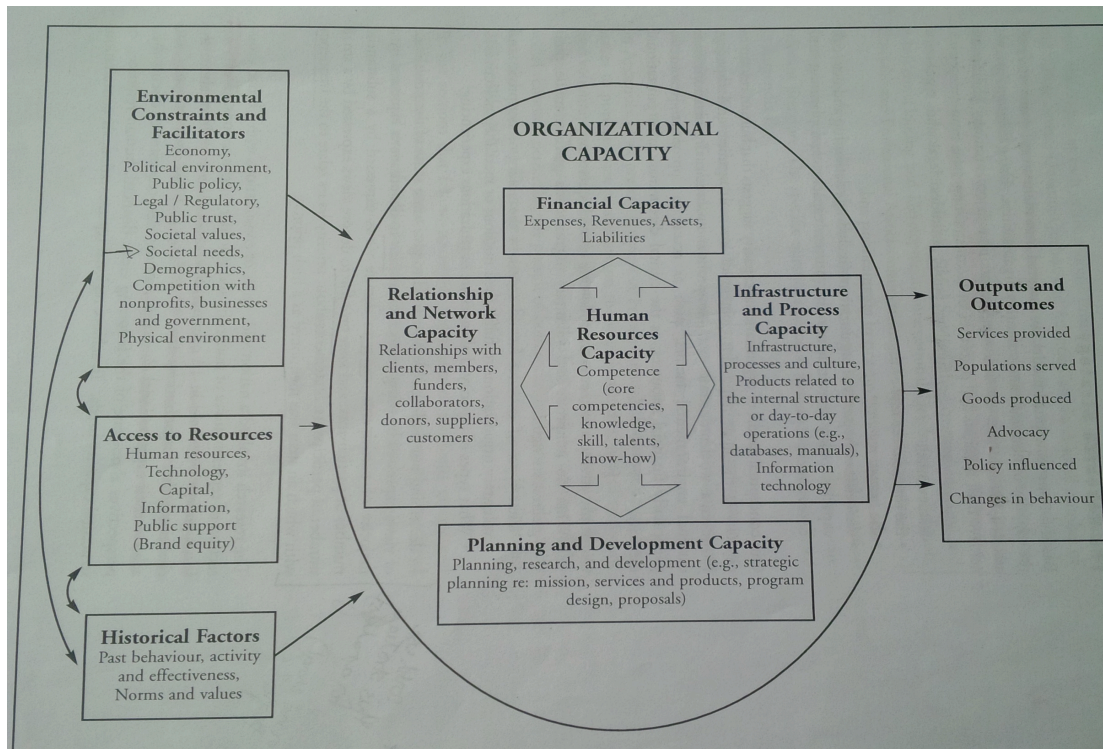 Environmental
Constraints and
Facilitators
Economy,
Political environment,
Public policy,
Legal / Regulatory,
Public trust,
Societal values,
Societal needs,
Demographics,
Competition with
nonprofits, businesses
and government,
Physical environment
Access to Resources
Human resources,
Technology,
Capital,
Information,
Public support
(Brand equity)
Historical Factors
Past behaviour, activity
and effectiveness,
Norms and values
ORGANIZATIONAL
CAPACITY
Financial Capacity
Expenses, Revenues, Assets,
Liabilities
Relationship
and Network
Capacity
Relationships with
clients, members,
funders,
collaborators,
donors, suppliers,
customers
Human
Resources
Capacity
Competence
(core
competencies,
knowledge,
skill, talents,
know-how)
Infrastructure
and Process
Capacity
Infrastructure,
processes and culture,
Products related to
the internal structure
or day-to-day
operations (e.g.,
databases, manuals),
Information
technology
Planning and Development Capacity
Planning, research, and development (e.g., strategic
planning re: mission, services and products, program
design, proposals)
Outputs and
Outcomes
Services provided
Populations served
Goods produced
Advocacy
Policy influenced
Changes in behaviour